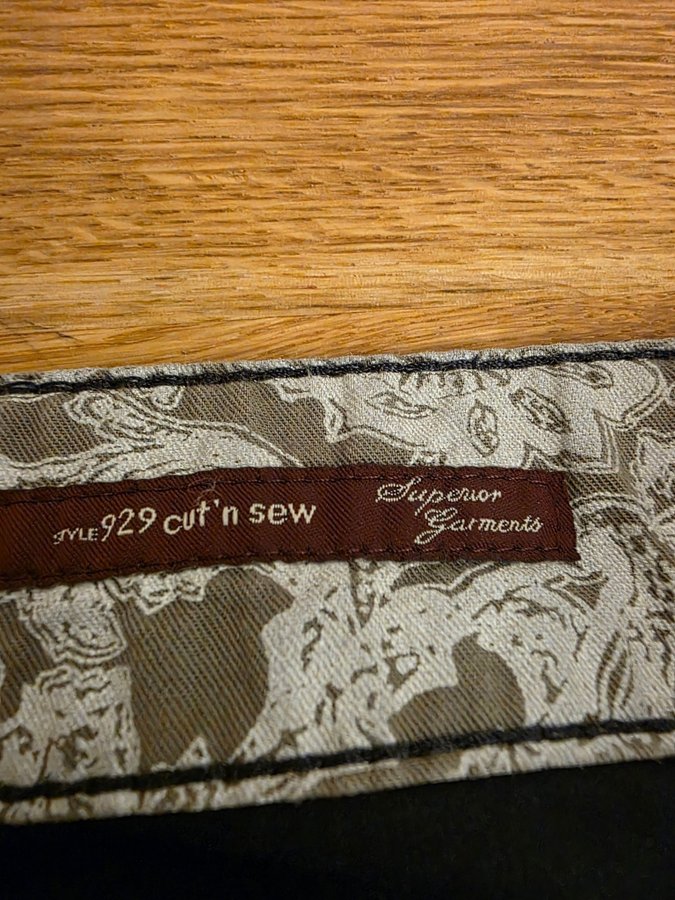 STYLE 929 cut'n sew
Superior
Garments